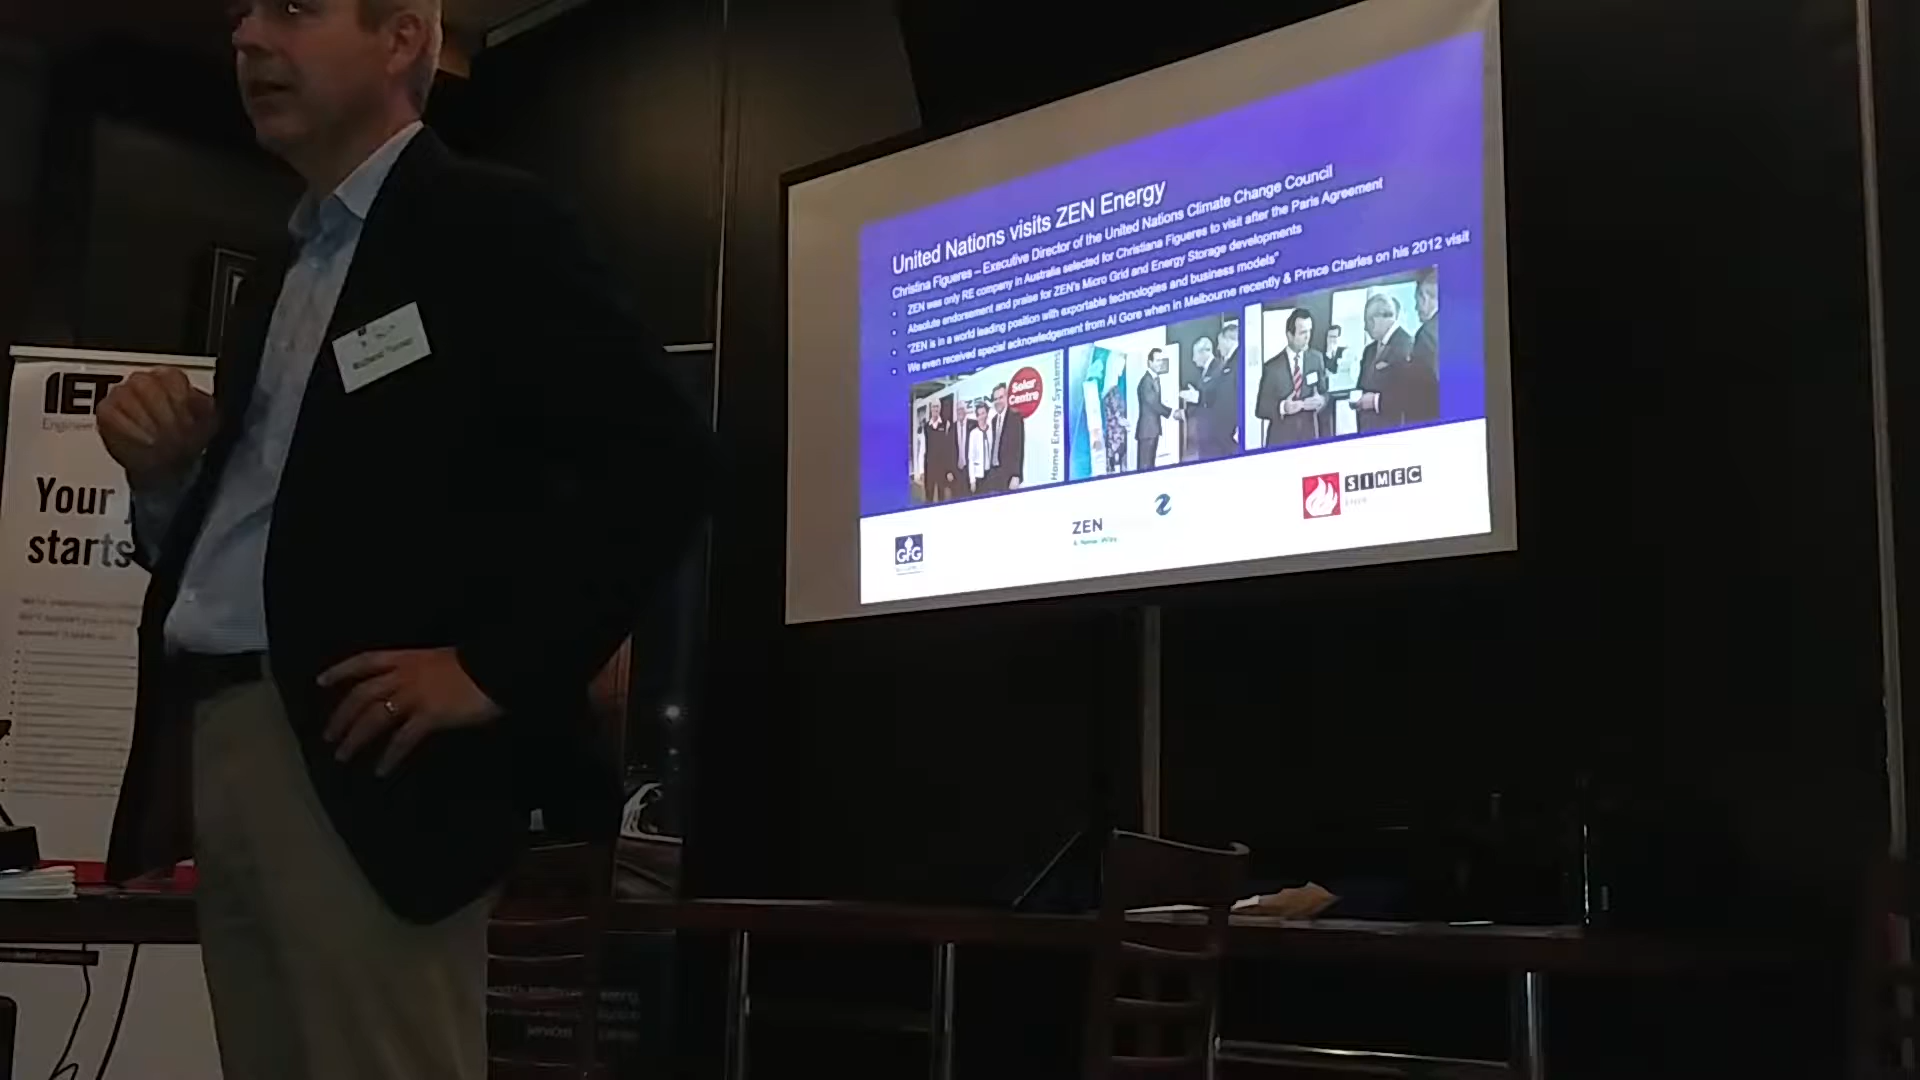 United Nations visits ZEN Energy
Christina Figueres – Executive Director of the United Nations Climate Change Council
• ZEN was only RE company in Australia selected for Christiana Figueres to visit after the Paris Agreement
• Absolute endorsement and praise for ZEN's Micro Grid and Energy Storage developments
• "ZEN is in a world leading position with exportable technologies and business models"
• We even received special acknowledgement from Al Gore when in Melbourne recently & Prince Charles on his 2012 visit
Solar
Centre
Home Energy Systems
GFG
ZEN
SIMEC
IET
Engineer
Your
starts